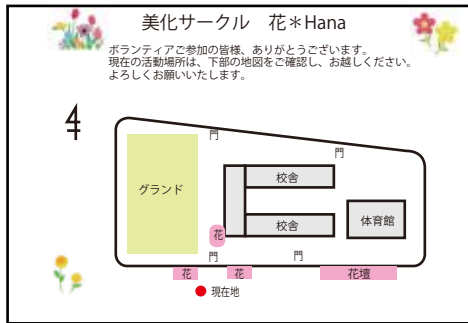 美化サークル　花＊Hana
ボランティアご参加の皆様、ありがとうございます。
現在の活動場所は、下部の地図をご確認し、お越しください。
よろしくお願いいたします。
門
門
校舎
グランド
校舎
体育館
花
門
門
花
花
花壇
現在地